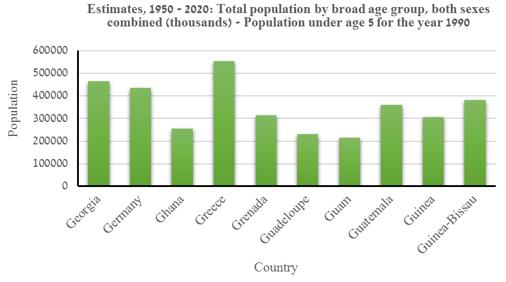 Estimates, 1950 - 2020: Total population by broad age group, both sexes
combined (thousands) - Population under age 5 for the year 1990
600000
500000
400000
300000
200000
100000
0
Population
Georgia
Germany
Ghana
Greece
Grenada
Guadeloupe
Guam
Guatemala
Guinea
Guinea-Bissau
Country